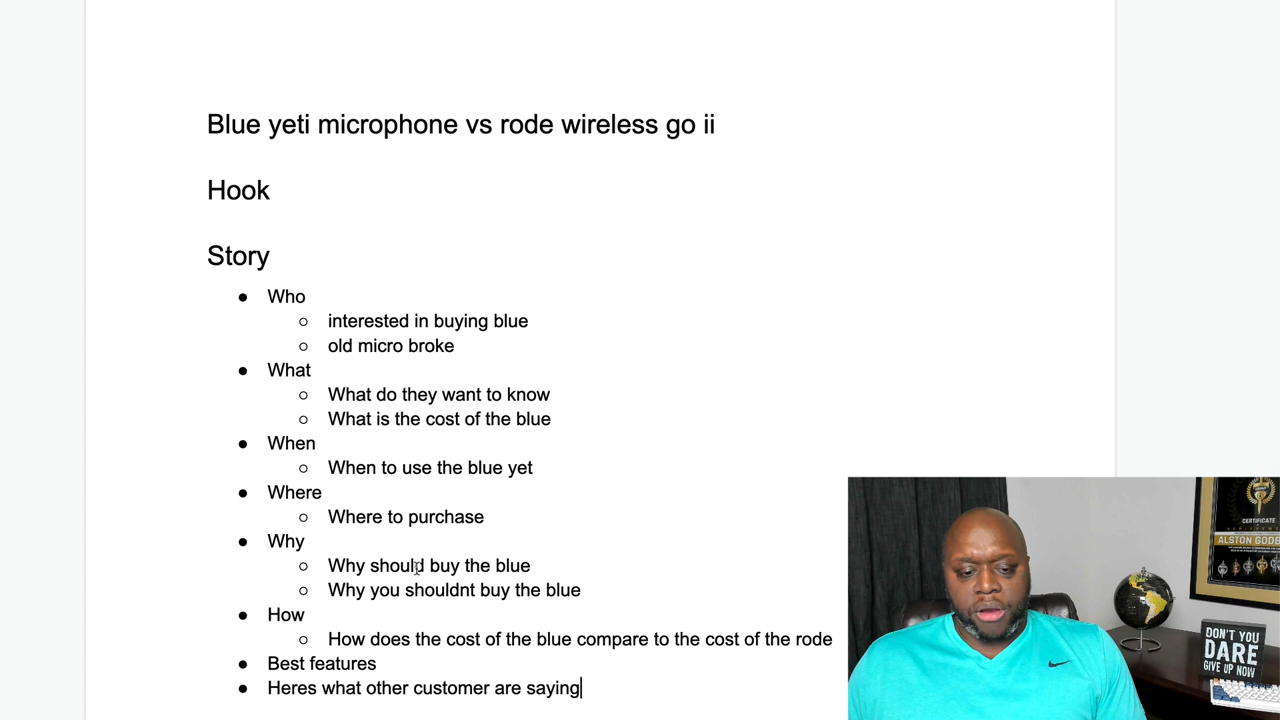 Blue yeti microphone vs rode wireless go ii
Hook
Story
Who
interested in buying blue
old micro broke
What
What do they want to know
What is the cost of the blue
When
When to use the blue yet
Where
Where to purchase
Why
Why should buy the blue
Why you shouldnt buy the blue
How
How does the cost of the blue compare to the cost of the rode
Best features
Heres what other customer are saying
CERTIFICATE
ALSTON GODB
DON'T YOU
DARE
GIVE UP NOW